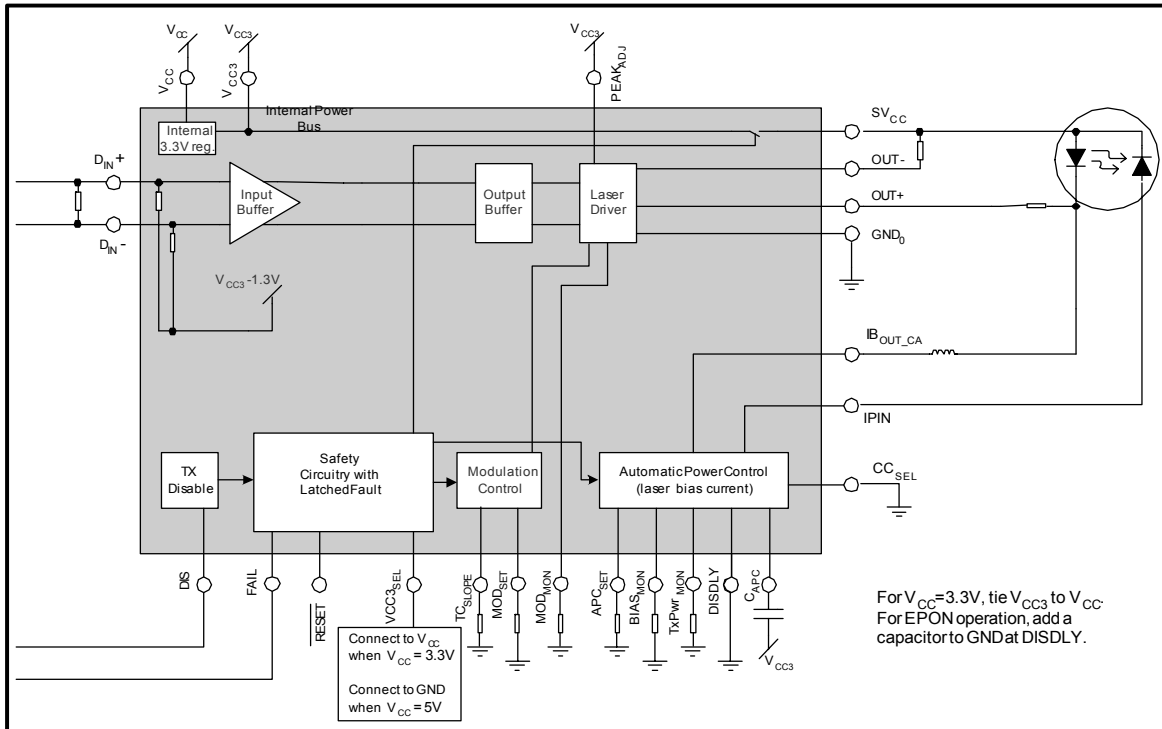 VCC
VCC3
VCC3
VCC
VCC3
PEAKADJ
Internal Power
Bus
SVCC
Internal
3.3V reg.
DIN +
OUT-
Input
Buffer
Output
Buffer
Laser
Driver
OUT+
DIN -
GND0
VCC3 -1.3V
IBOUT_CA
IPIN
TX
Disable
Safety
Circuitry with
Latched Fault
Modulation
Control
Automatic Power Control
(laser bias current)
CCSEL
DIS
FAIL
RESET
VCC3SEL
TCSLOPE
MODSET
MODMON
APCSET
BIASMON
TxPwrMON
DISDLY
CAPC
Connect to VCC
when VCC = 3.3V
Connect to GND
when VCC = 5V
VCC3
For VCC=3.3V, tie VCC3 to VCC.
For EPON operation, add a
capacitor to GND at DISDLY.